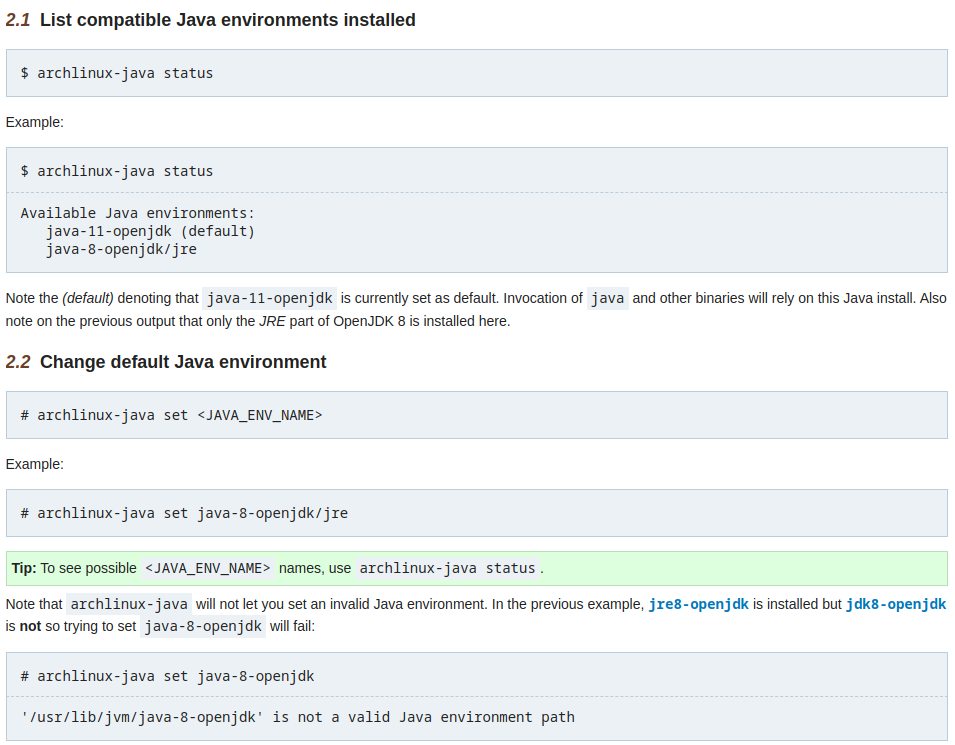 2.1 List compatible Java environments installed
$ archlinux-java status
Example:
$ archlinux-java status
Available Java environments:
java-11-openjdk (default)
java-8-openjdk/jre
Note the (default) denoting that java-11-openjdk is currently set as default. Invocation of java and other binaries will rely on this Java install. Also
note on the previous output that only the JRE part of OpenJDK 8 is installed here.
2.2 Change default Java environment
# archlinux-java set <JAVA_ENV_NAME>
Example:
# archlinux-java set java-8-openjdk/jre
Tip: To see possible <JAVA_ENV_NAME> names, use archlinux-java status.
Note that archlinux-java will not let you set an invalid Java environment. In the previous example, jre8-openjdk is installed but jdk8-openjdk
is not so trying to set java-8-openjdk will fail:
# archlinux-java set java-8-openjdk
'/usr/lib/jvm/java-8-openjdk' is not a valid Java environment path